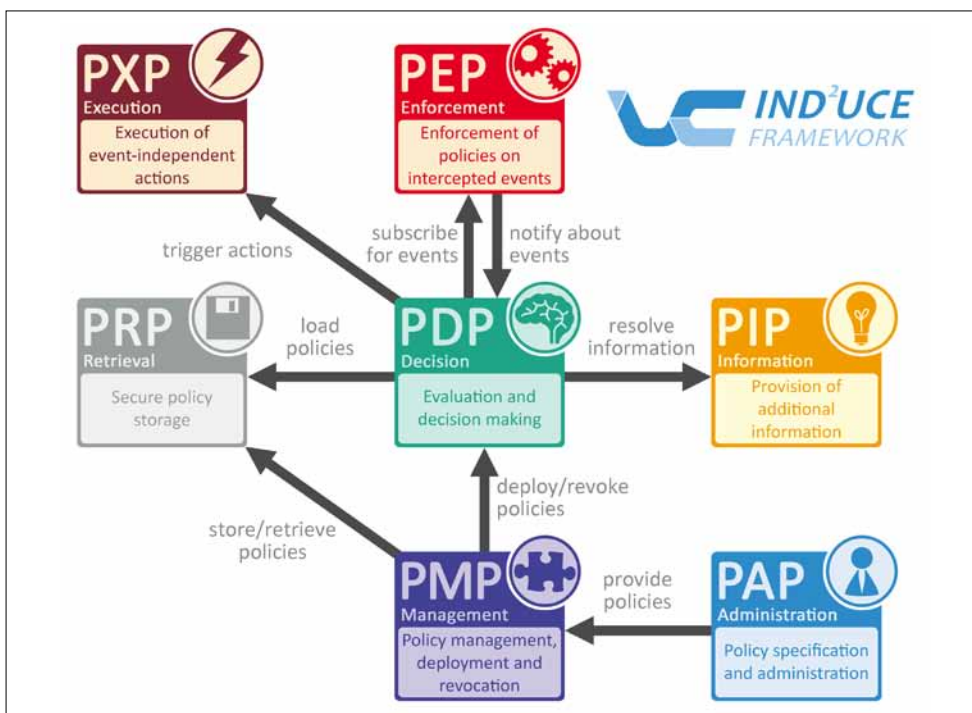 PXP
Execution
Execution of
event-independent
actions
PEP
Enforcement
Enforcement of
policies on
intercepted events
IND²UCE
FRAMEWORK
trigger actions
subscribe
for events
notify about
events
PRP
Retrieval
Secure policy
storage
load
policies
PDP
Decision
Evaluation and
decision making
resolve
information
PIP
Information
Provision of
additional
information
store/retrieve
policies
deploy/revoke
policies
PMP
Management
Policy management,
deployment and
revocation
provide
policies
PAP
Administration
Policy specification
and administration